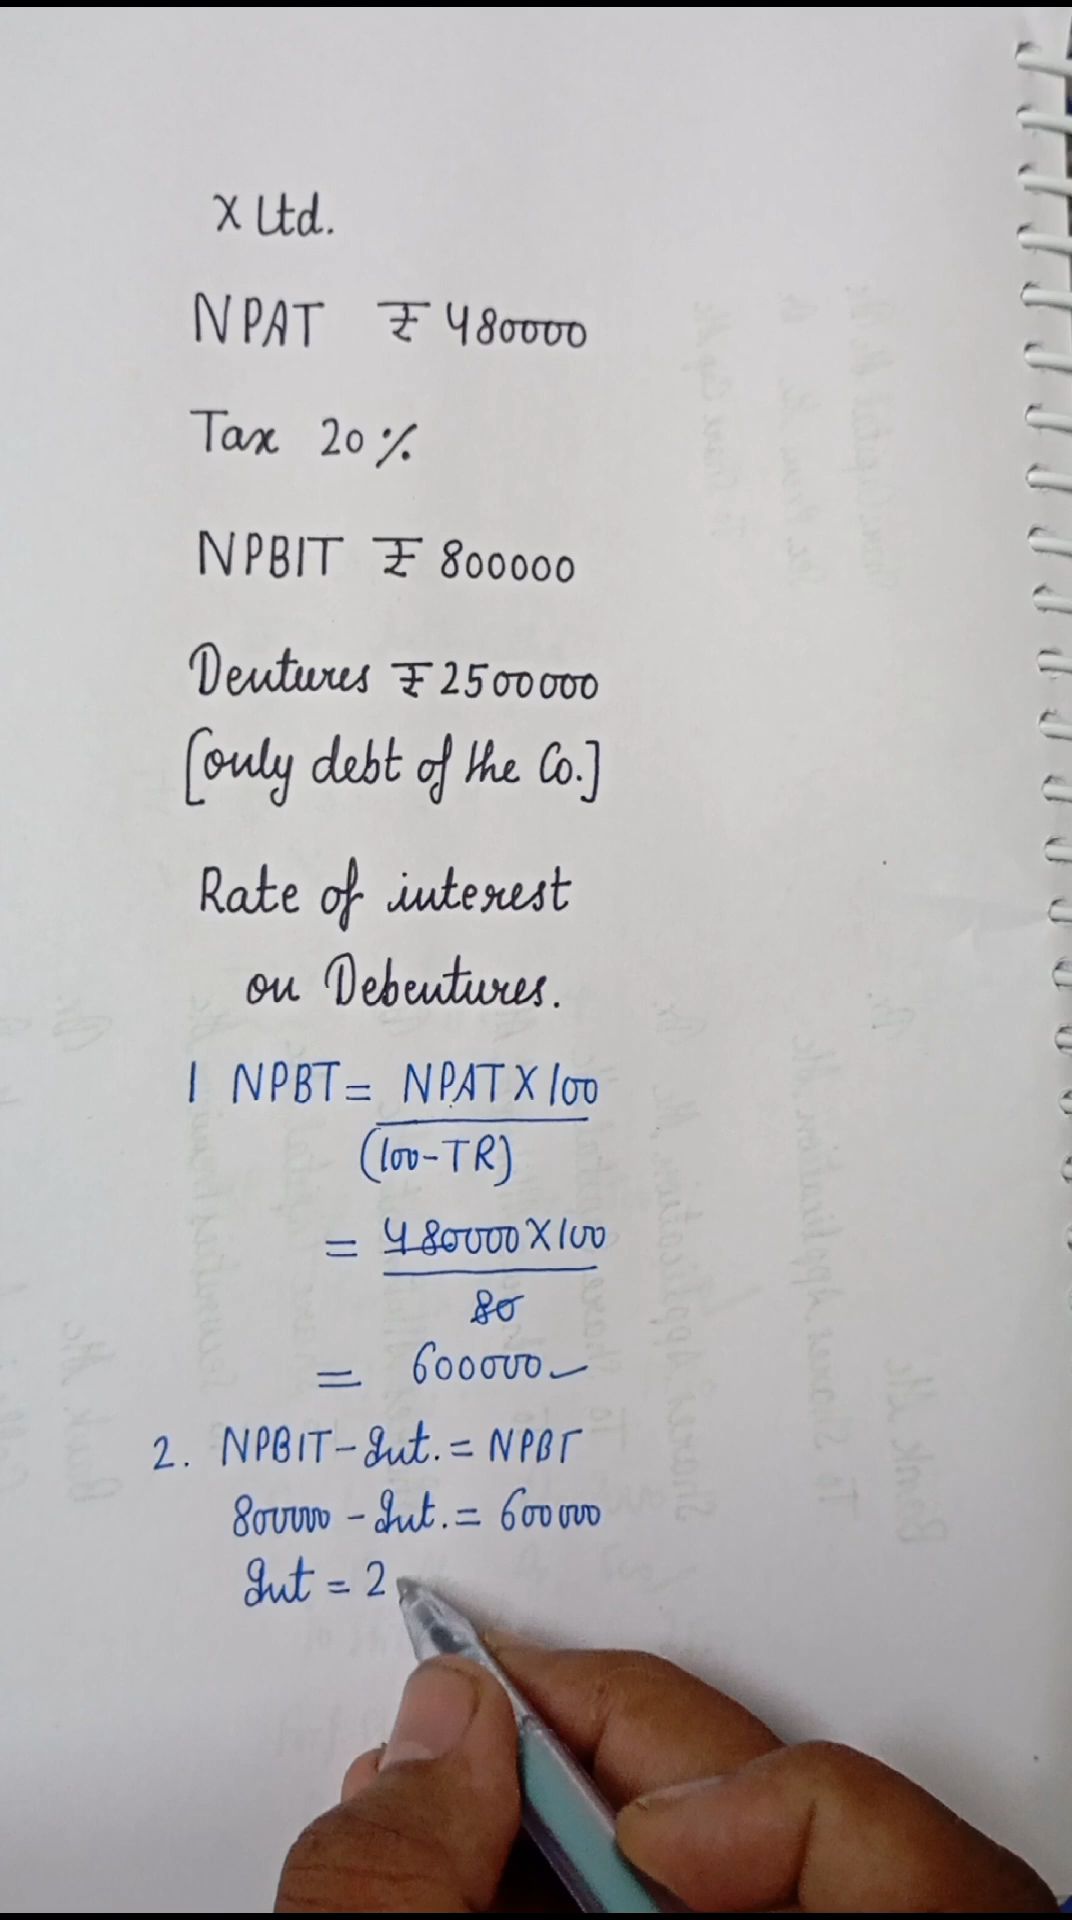 X Ltd.
NPAT ₹ 480000
Tax 20%
NPBIT ₹ 800000
Dentures ₹ 2500000
[only debt of the Co.]
Rate of interest
on Debentures.
1 NPBT = NPAT X 100
(100-TR)
= 480000 X 100
80
= 600000
2. NPBIT - Int. = NPBT
800000 - Int. = 600000
Int = 2